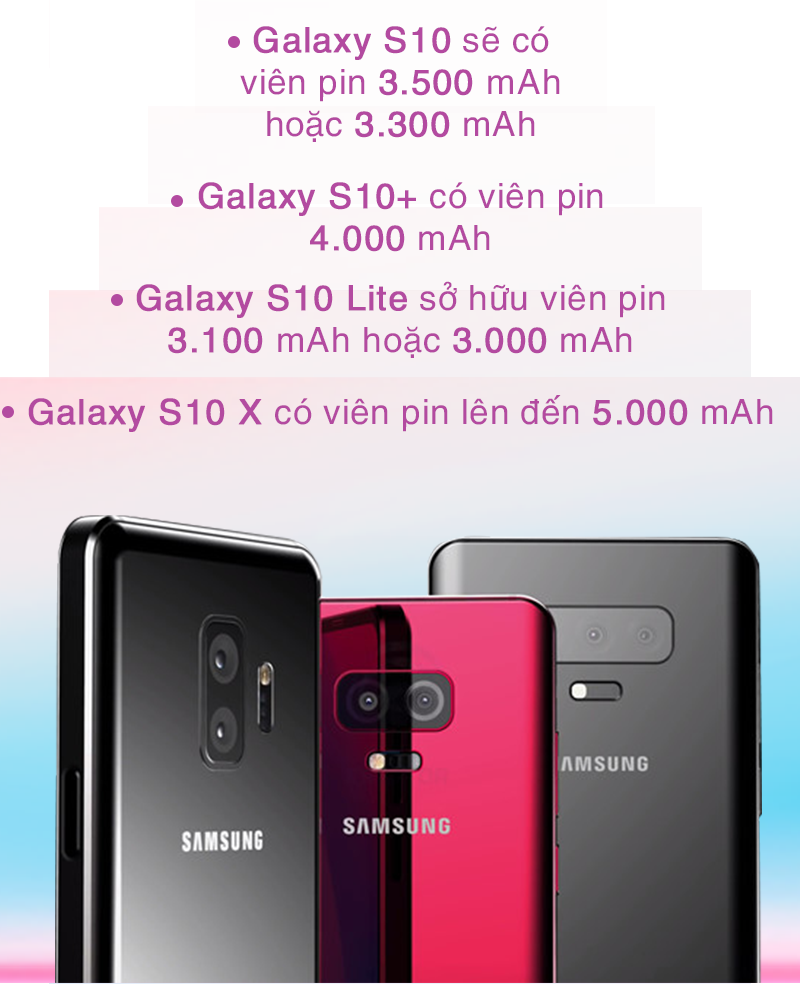 • Galaxy S10 sẽ có
viên pin 3.500 mAh
hoặc 3.300 mAh
• Galaxy S10+ có viên pin
4.000 mAh
• Galaxy S10 Lite sở hữu viên pin
3.100 mAh hoặc 3.000 mAh
• Galaxy S10 X có viên pin lên đến 5.000 mAh
AMSUNG
SAMSUNG
SAMSUNG